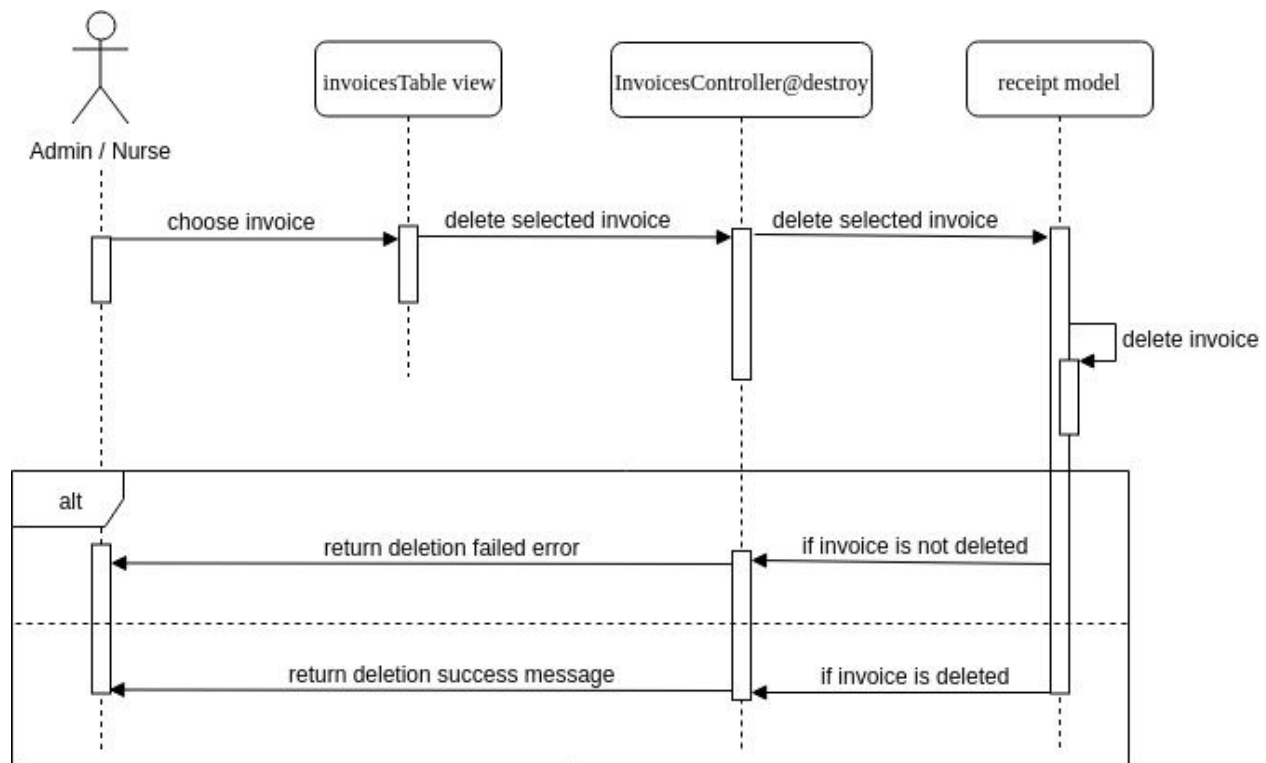 Admin / Nurse
invoicesTable view
InvoicesController@destroy
receipt model
choose invoice
delete selected invoice
delete selected invoice
delete invoice
alt
return deletion failed error
if invoice is not deleted
return deletion success message
if invoice is deleted